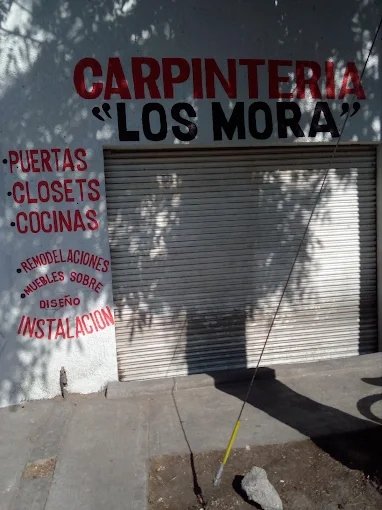 CARPINTERIA
"LOS MORA"
•PUERTAS
•CLOSETS
•COCINAS
•REMODELACIONES
•MUEBLES SOBRE
DISEÑO
INSTALACION